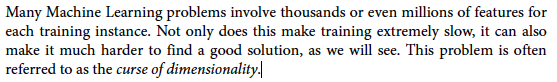 Many Machine Learning problems involve thousands or even millions of features for
each training instance. Not only does this make training extremely slow, it can also
make it much harder to find a good solution, as we will see. This problem is often
referred to as the curse of dimensionality.